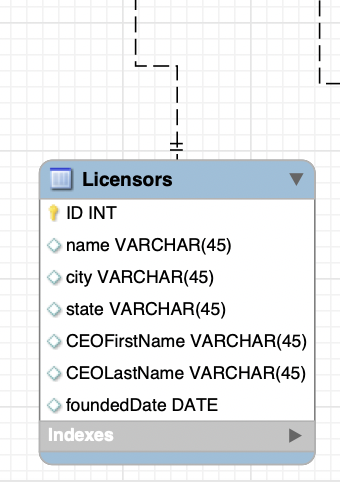 Licensors
ID INT
name VARCHAR(45)
city VARCHAR(45)
state VARCHAR(45)
CEOFirstName VARCHAR(45)
CEOLastName VARCHAR(45)
foundedDate DATE
Indexes